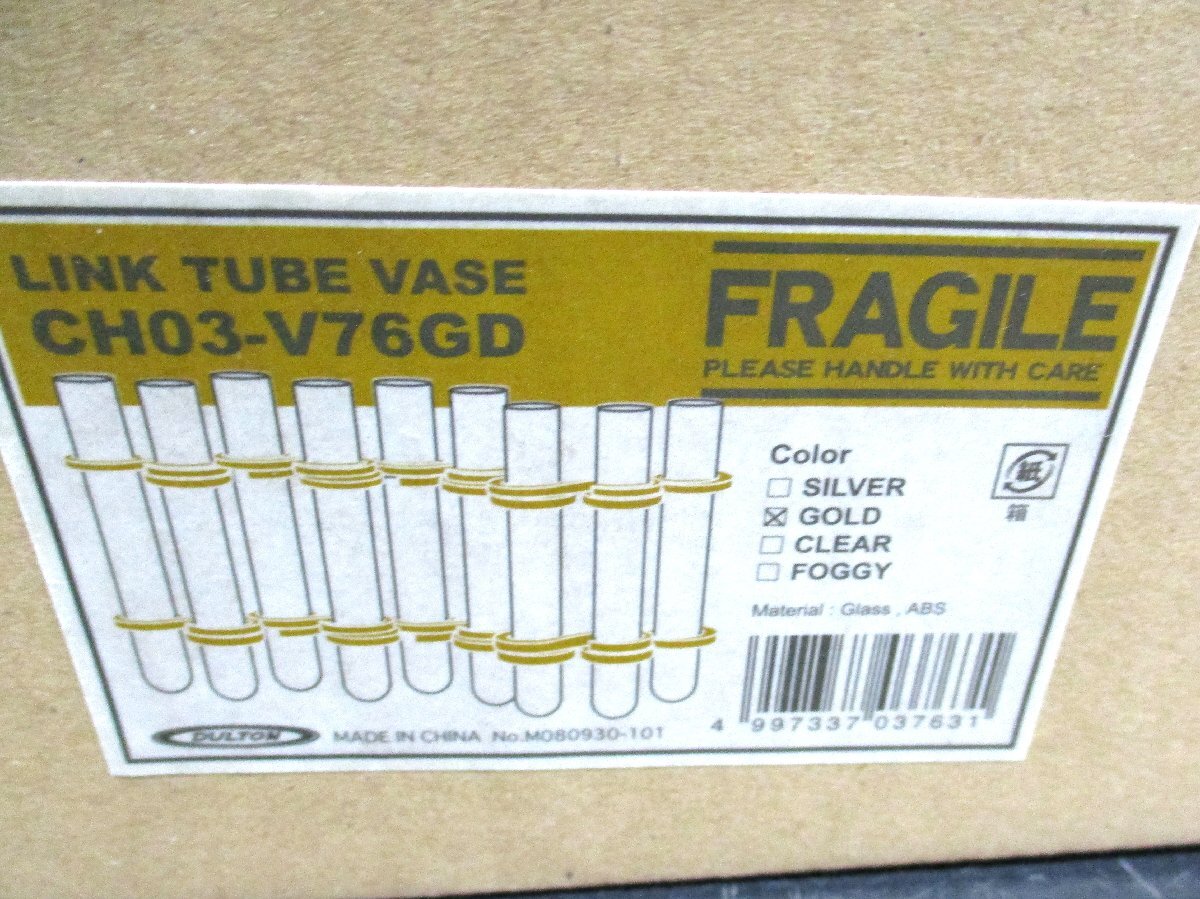 LINK TUBE VASE
CH03-V76GD
FRAGILE
PLEASE HANDLE WITH CARE
Color
SILVER
GOLD
CLEAR
FOGGY
紙
箱
Material : Glass , ABS
4 997337 037631
DULTON
MADE IN CHINA No.M080930-101